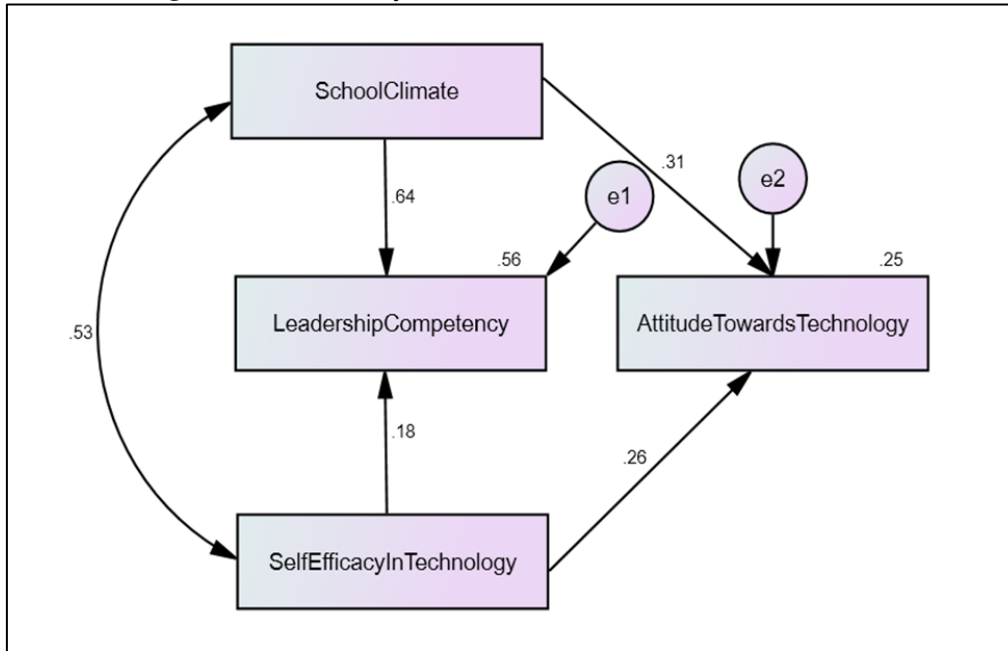 SchoolClimate
.31
e2
e1
.64
.56
.25
LeadershipCompetency
AttitudeTowardsTechnology
.53
.18
.26
SelfEfficacyInTechnology